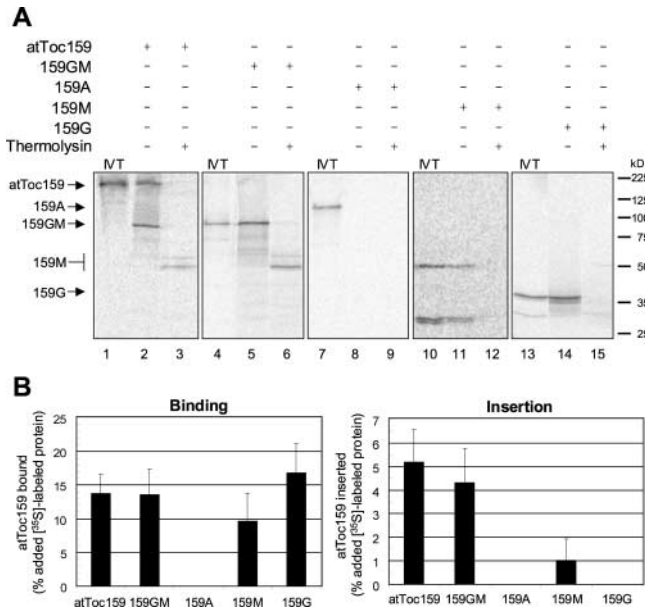 A
atToc159 + + – – – – – – – –
159GM – – + + – – – – – –
159A – – – – + + – – – –
159M – – – – – – + + – –
159G – – – – – – – – + +
Thermolysin – + – + – + – + – +
IVT IVT IVT IVT IVT kD
atToc159 225
159A 125
159GM 100
75
159M 50
159G 35
25
1 2 3 4 5 6 7 8 9 10 11 12 13 14 15
B
Binding
atToc159 bound
(% added [35S]-labeled protein)
25
20
15
10
5
0
atToc159 159GM 159A 159M 159G
Insertion
atToc159 inserted
(% added [35S]-labeled protein)
7
6
5
4
3
2
1
0
atToc159 159GM 159A 159M 159G